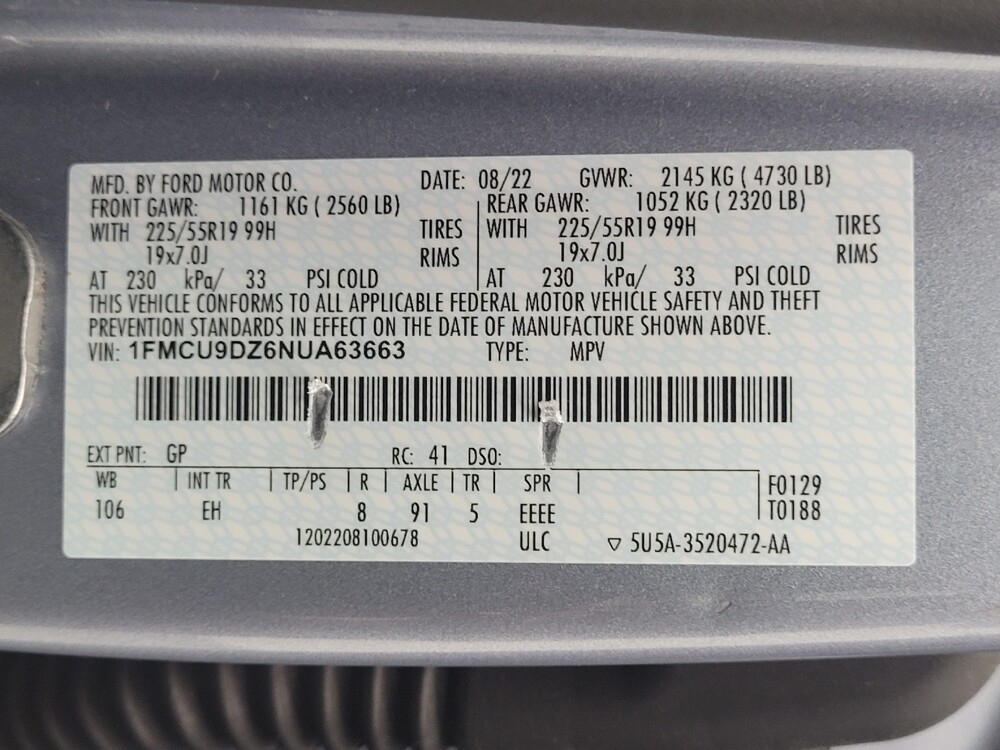 MFD. BY FORD MOTOR CO. DATE: 08/22 GVWR: 2145 KG ( 4730 LB)
FRONT GAWR: 1161 KG ( 2560 LB) REAR GAWR: 1052 KG ( 2320 LB)
WITH 225/55R19 99H TIRES WITH 225/55R19 99H TIRES
19x7.0J RIMS 19x7.0J RIMS
AT 230 kPa/ 33 PSI COLD AT 230 kPa/ 33 PSI COLD
THIS VEHICLE CONFORMS TO ALL APPLICABLE FEDERAL MOTOR VEHICLE SAFETY AND THEFT
PREVENTION STANDARDS IN EFFECT ON THE DATE OF MANUFACTURE SHOWN ABOVE.
VIN: 1FMCU9DZ6NUA63663 TYPE: MPV
EXT PNT: GP RC: 41 DSO:
WB INT TR TP/PS R AXLE TR SPR F0129
106 EH 8 91 5 EEEE T0188
1202208100678 ULC ▽ 5U5A-3520472-AA